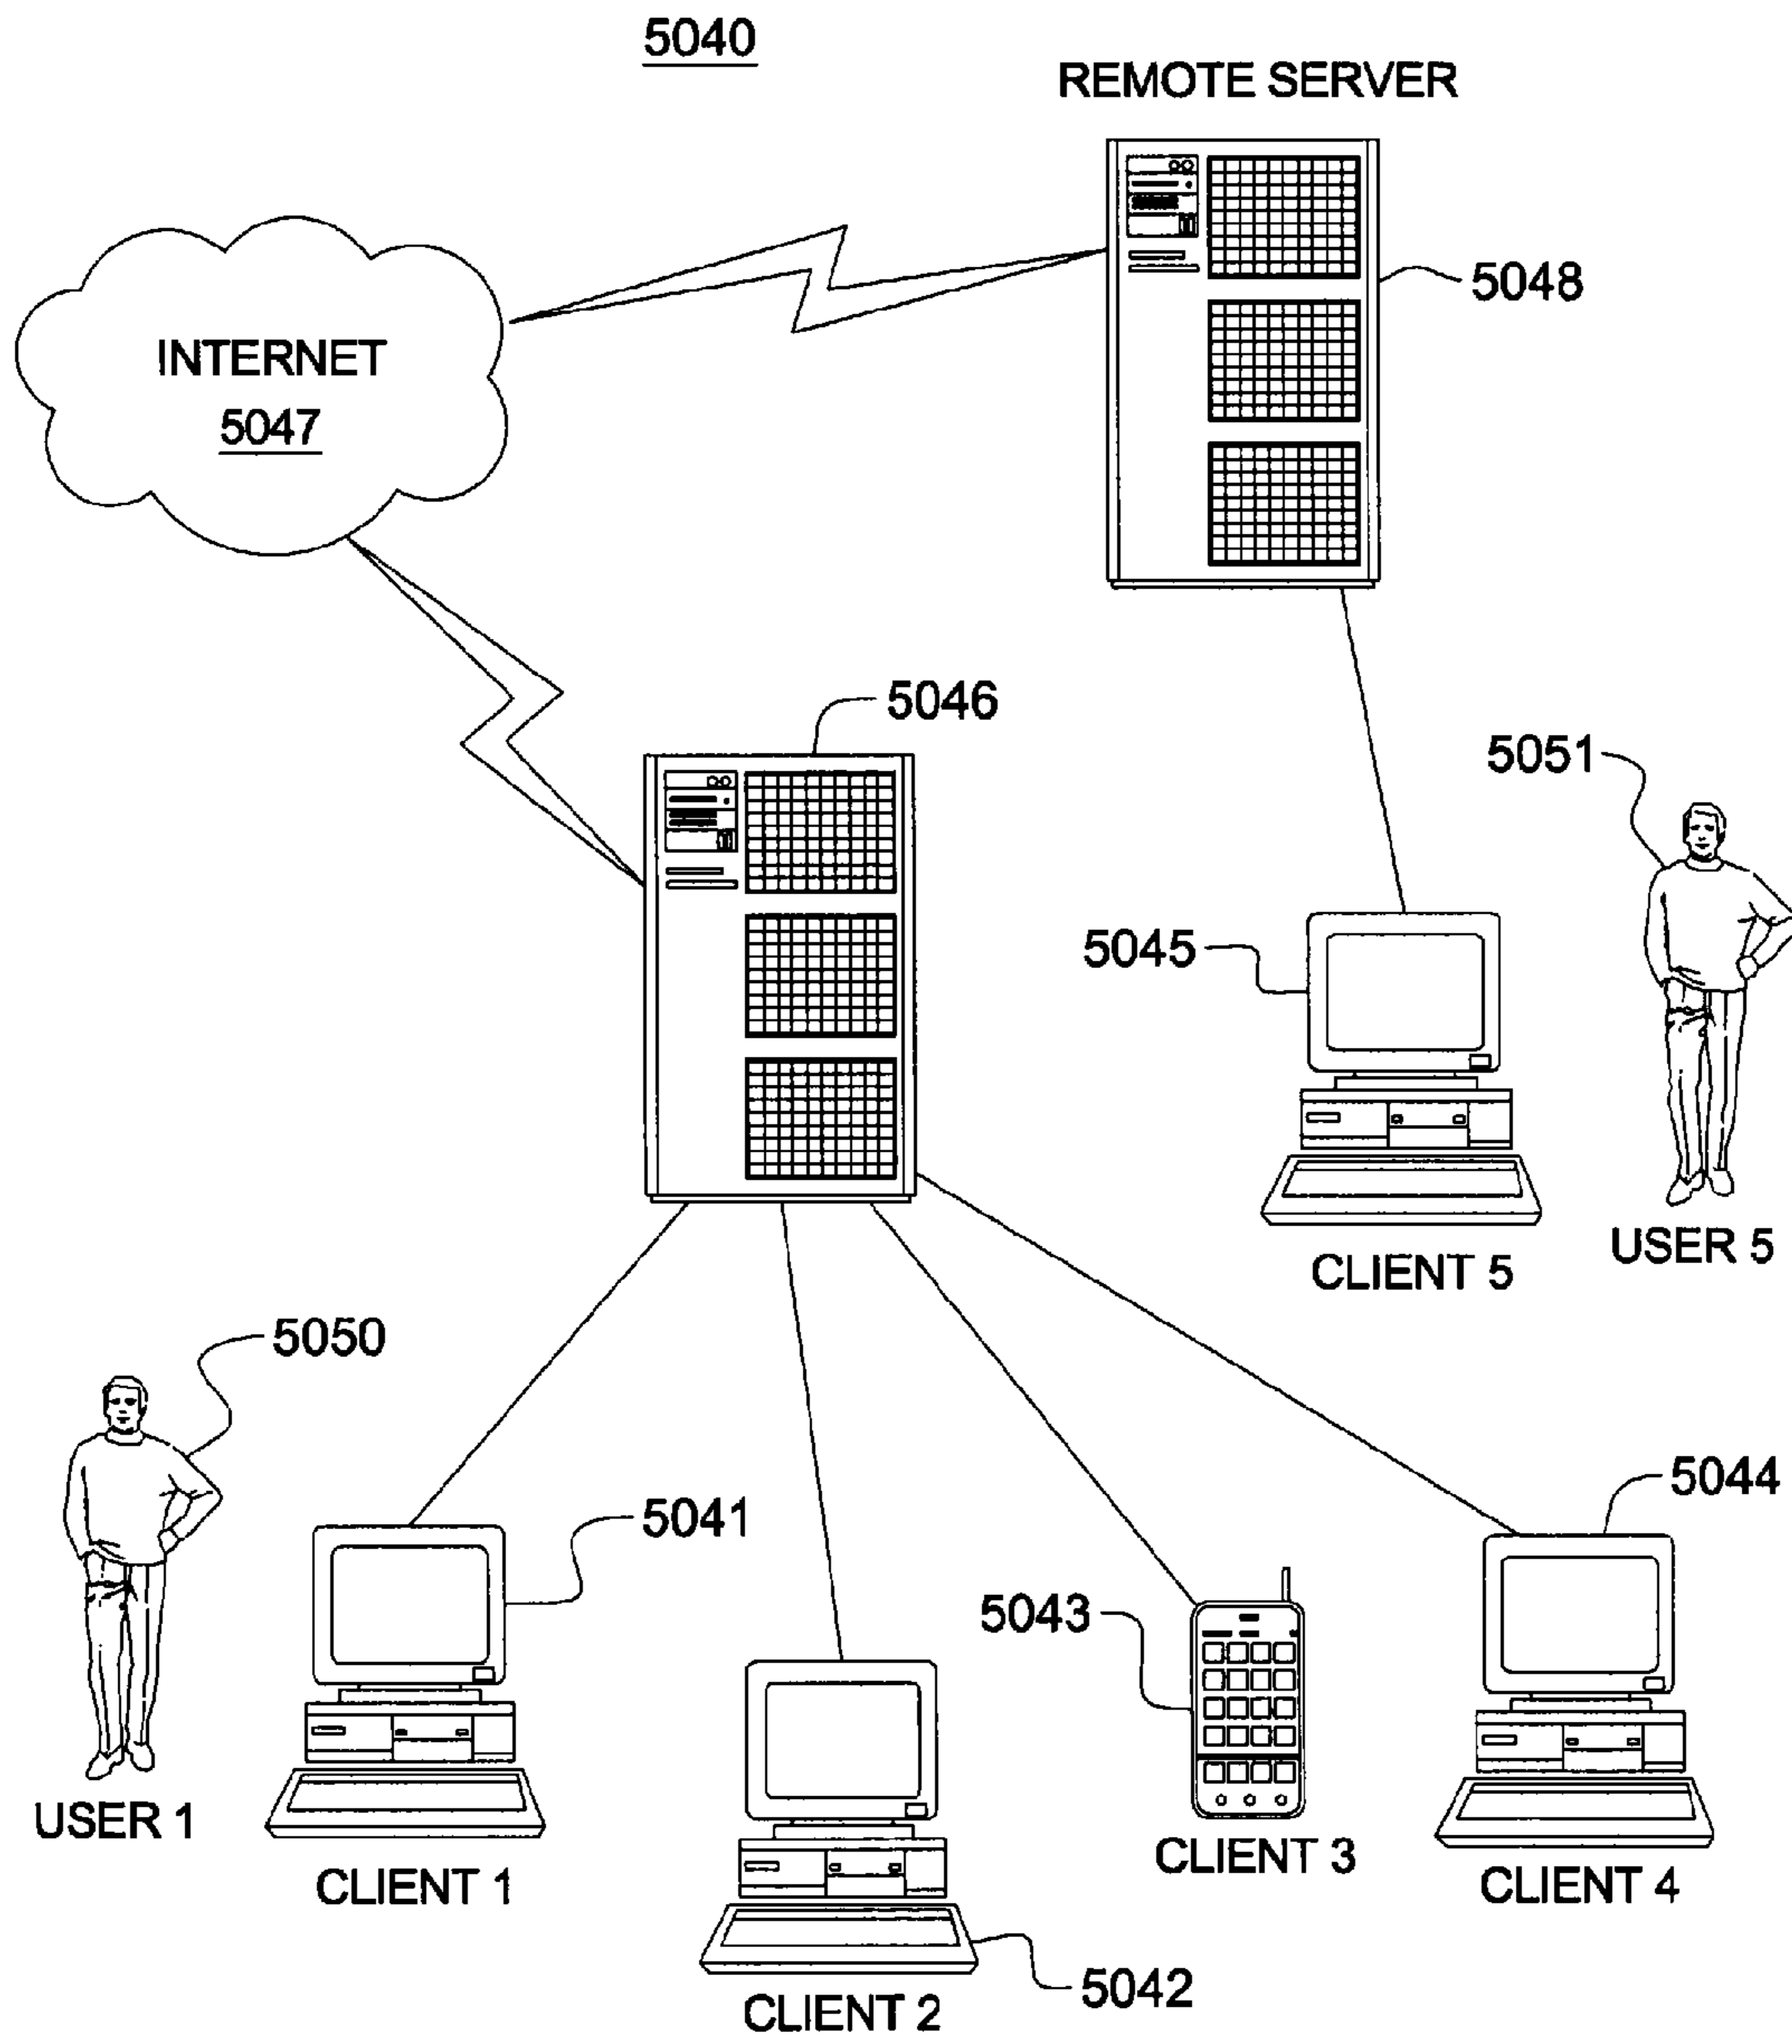 5040
REMOTE SERVER
5048
INTERNET
5047
5046
5051
5045
USER 5
CLIENT 5
5050
5044
5041
5043
USER 1
CLIENT 3
CLIENT 1
CLIENT 4
5042
CLIENT 2